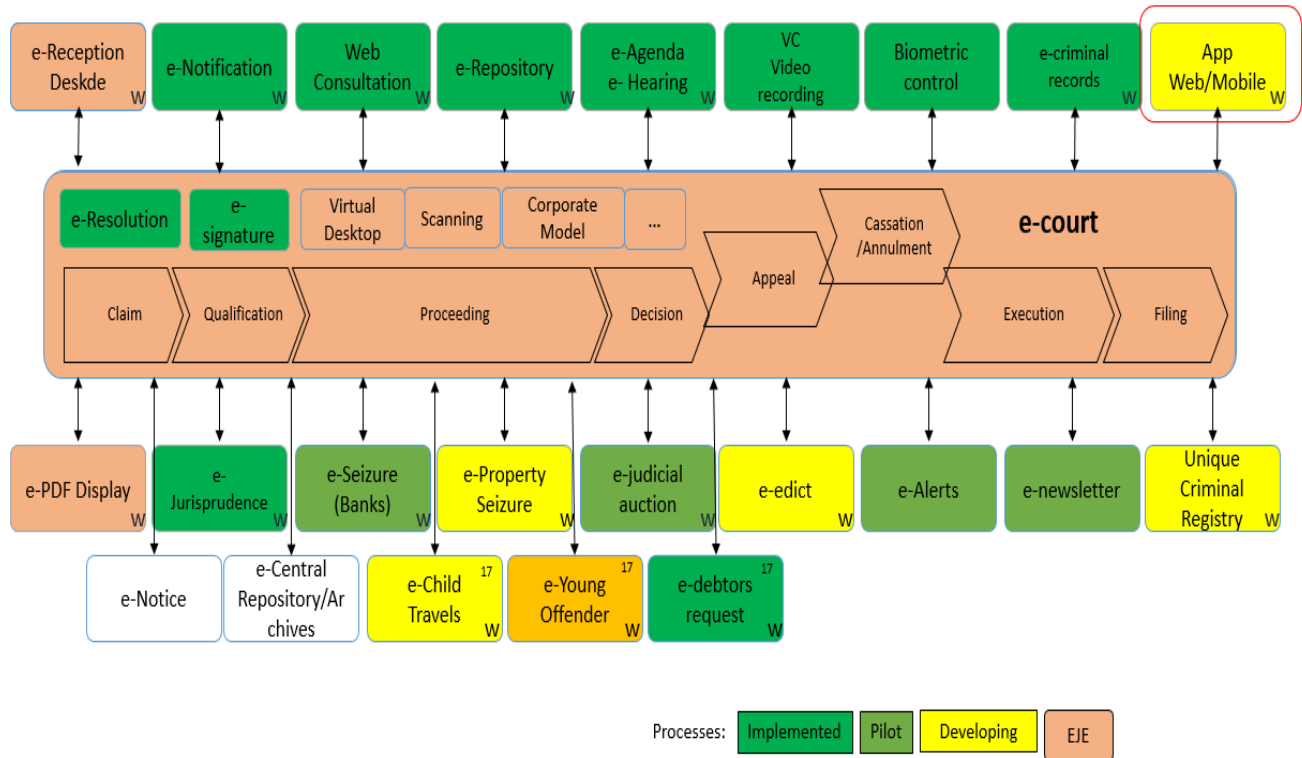 e-Reception
Deskde
W
e-Notification
W
Web
Consultation
W
e-Repository
W
e-Agenda
e- Hearing
W
VC
Video
recording
Biometric
control
e-criminal
records
W
App
Web/Mobile
W
e-Resolution
e-
signature
Virtual
Desktop
Scanning
Corporate
Model
...
Cassation
/Annulment
e-court
Appeal
Claim
Qualification
Proceeding
Decision
Execution
Filing
e-PDF Display
W
e-
Jurisprudence
W
e-Seizure
(Banks)
W
e-Property
Seizure
W
e-judicial
auction
W
e-edict
W
e-Alerts
e-newsletter
Unique
Criminal
Registry
W
e-Notice
e-Central
Repository/Ar
chives
17
e-Child
Travels
W
17
e-Young
Offender
W
17
e-debtors
request
W
Processes:
Implemented
Pilot
Developing
EJE